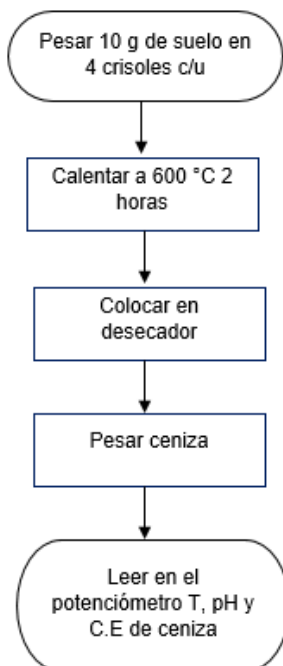 Pesar 10 g de suelo en
4 crisoles c/u
Calentar a 600 °C 2
horas
Colocar en
desecador
Pesar ceniza
Leer en el
potenciómetro T, pH y
C.E de ceniza